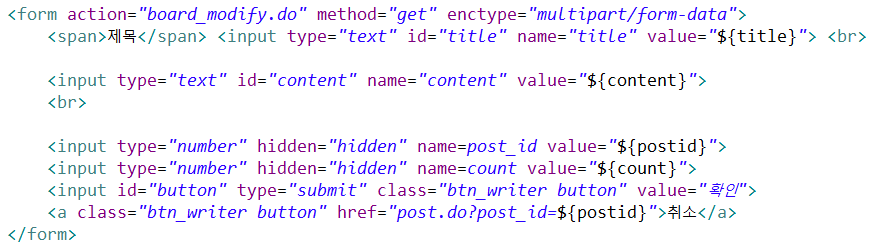 <form action="board_modify.do" method="get" enctype="multipart/form-data">
<span>제목</span> <input type="text" id="title" name="title" value="${title}"> <br>
<input type="text" id="content" name="content" value="${content}">
<br>
<input type="number" hidden="hidden" name=post_id value="${postid}">
<input type="number" hidden="hidden" name=count value="${count}">
<input id="button" type="submit" class="btn_writer button" value="확인">
<a class="btn_writer button" href="post.do?post_id=${postid}">취소</a>
</form>